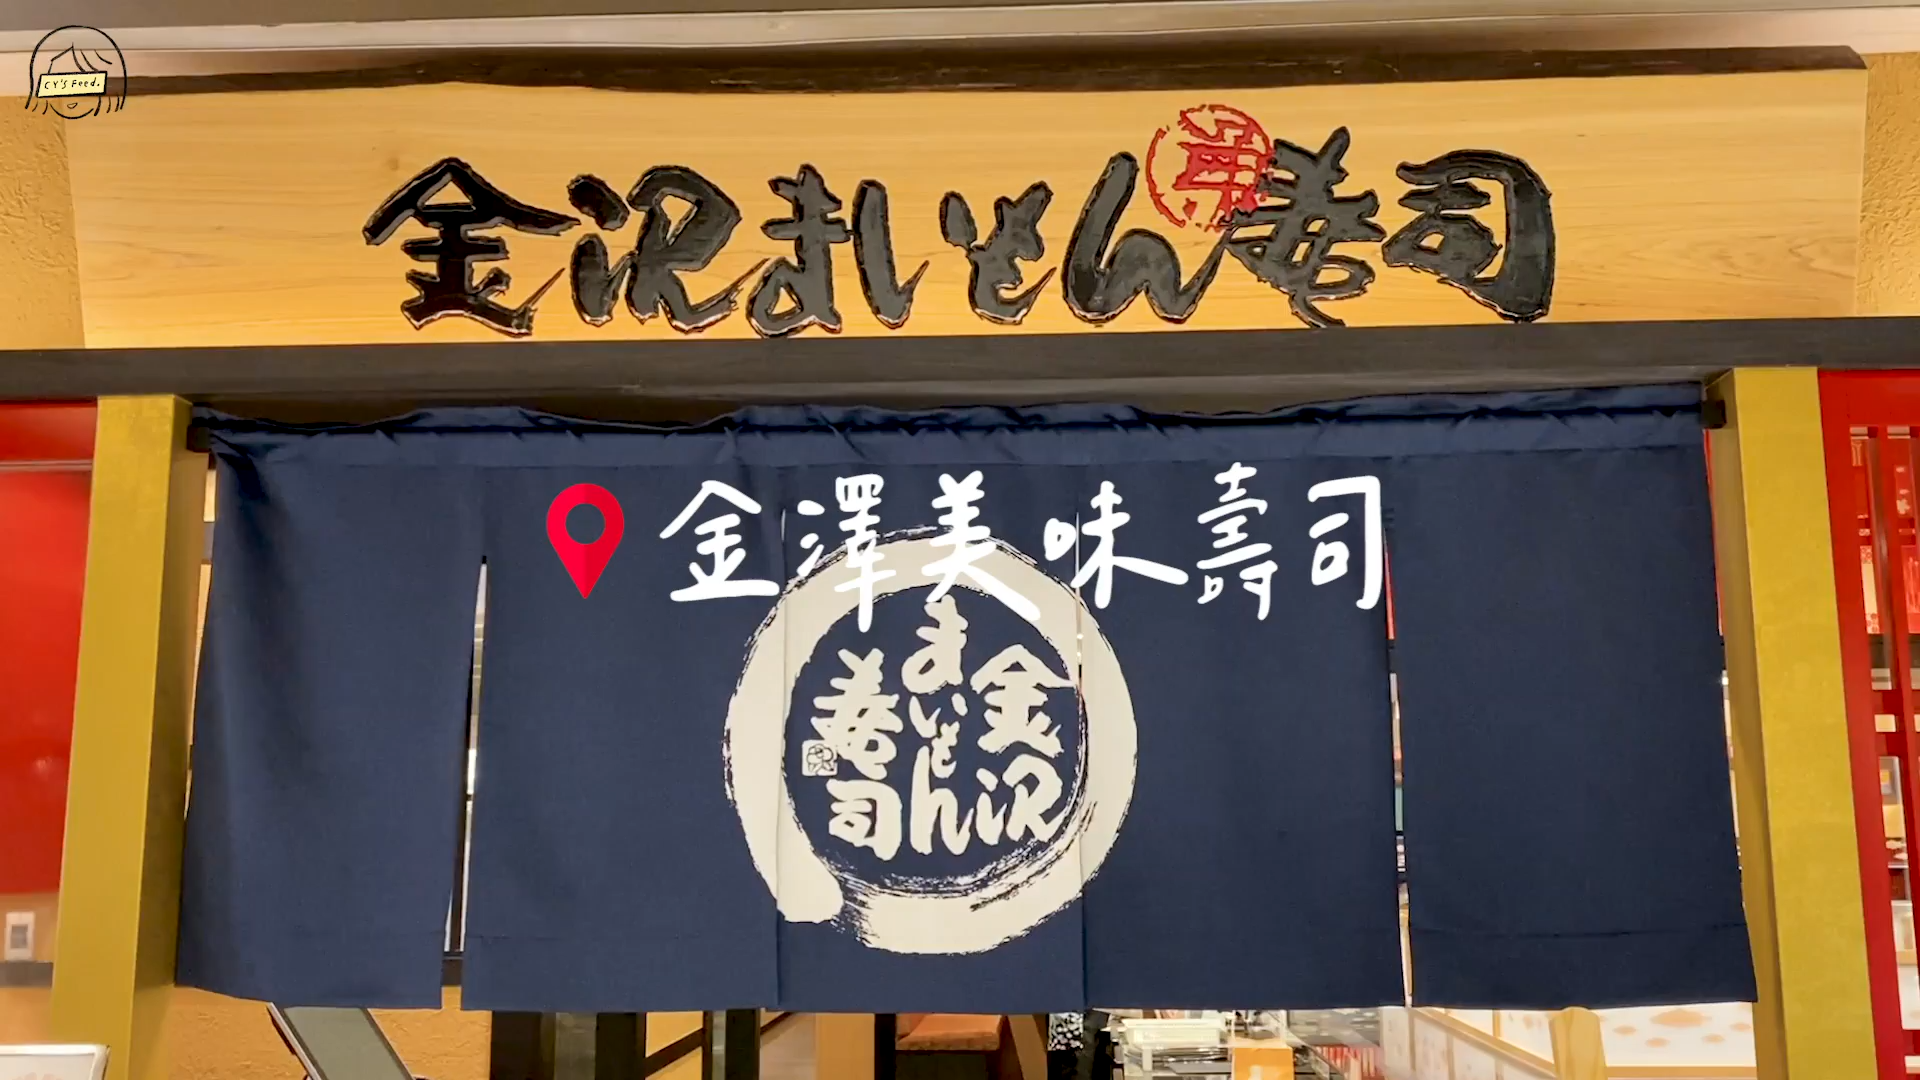 CY'S Feed.
金沢まいもん寿司
金澤美味壽司
金沢
まいもん
寿司